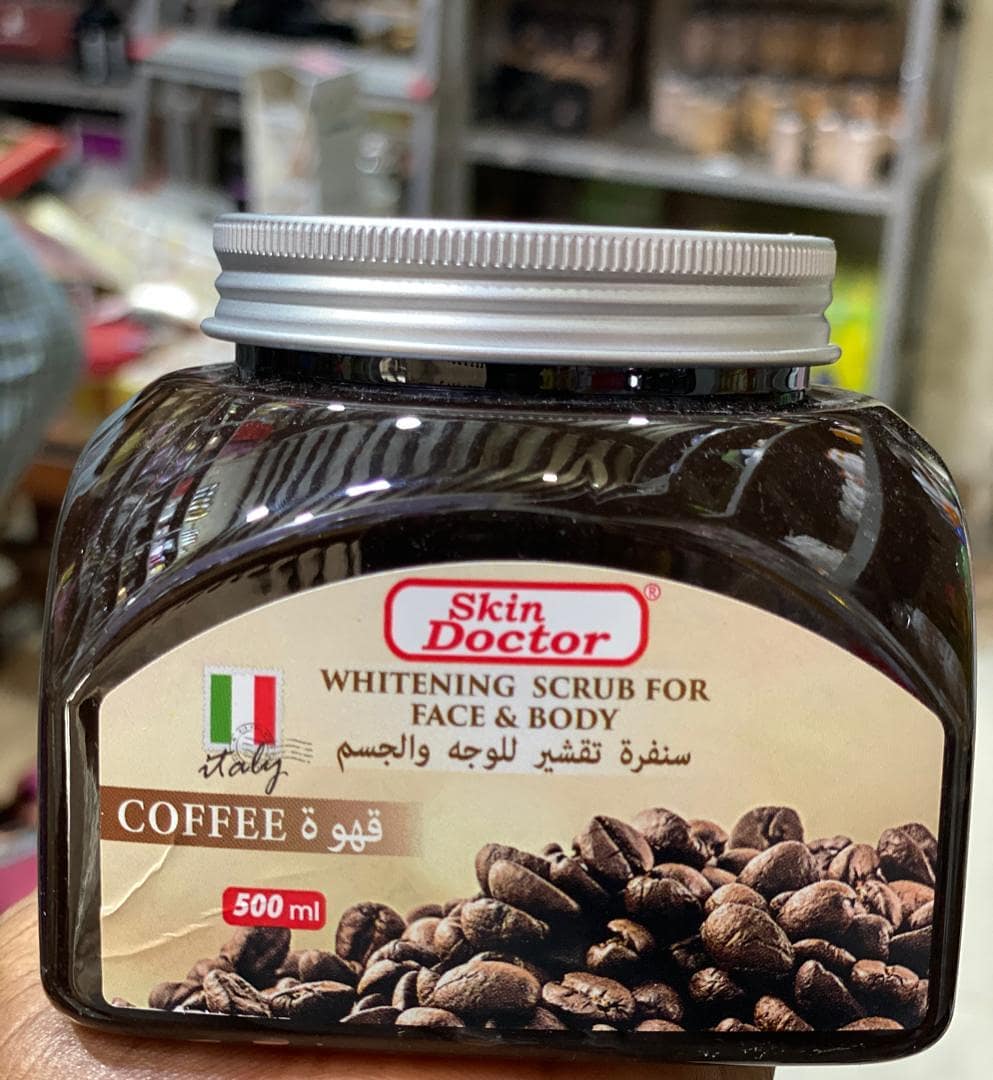 Skin
Doctor®
WHITENING SCRUB FOR
FACE & BODY
سنفرة تقشير للوجه والجسم
italy
COFFEE قهوة
500 ml